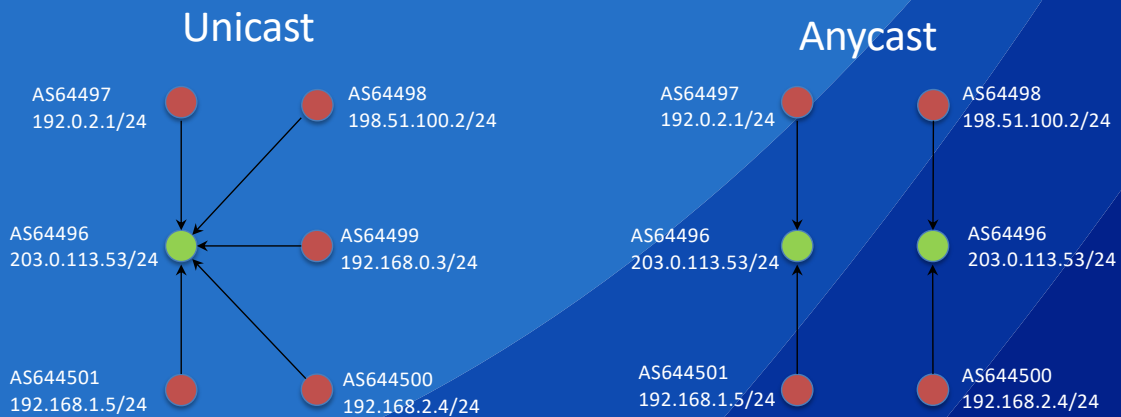 Unicast
AS64497
192.0.2.1/24
AS64498
198.51.100.2/24
AS64496
203.0.113.53/24
AS64499
192.168.0.3/24
AS644501
192.168.1.5/24
AS644500
192.168.2.4/24
Anycast
AS64497
192.0.2.1/24
AS64498
198.51.100.2/24
AS64496
203.0.113.53/24
AS64496
203.0.113.53/24
AS644501
192.168.1.5/24
AS644500
192.168.2.4/24